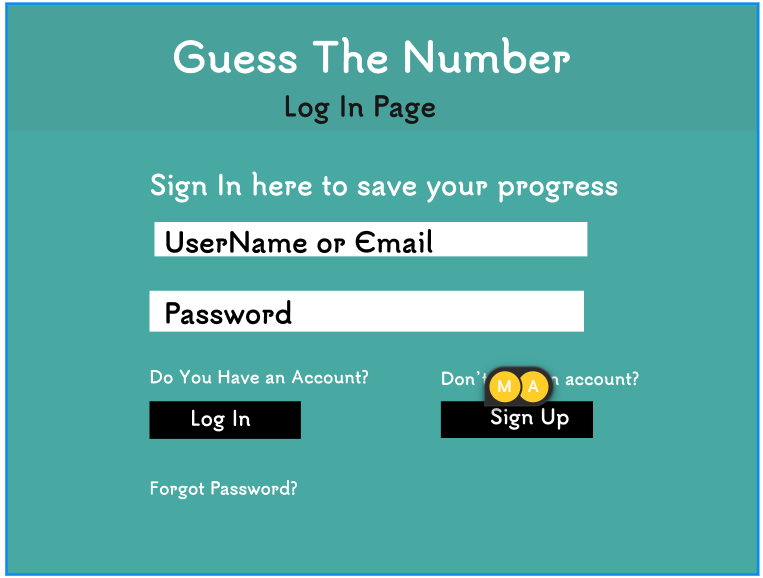 Guess The Number
Log In Page
Sign In here to save your progress
UserName or Email
Password
Do You Have an Account?
Don't account?
M A
Log In
Sign Up
Forgot Password?